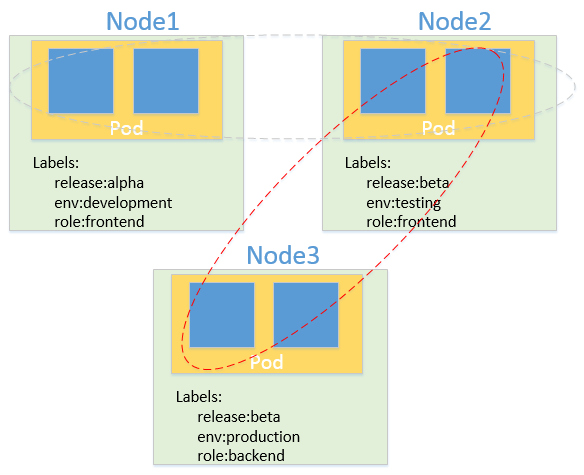 Node1
Pod
Labels:
release:alpha
env:development
role:frontend
Node2
Pod
Labels:
release:beta
env:testing
role:frontend
Node3
Pod
Labels:
release:beta
env:production
role:backend